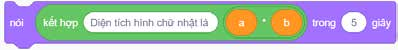 nói kết hợp Diện tích hình chữ nhật là a * b trong 5 giây